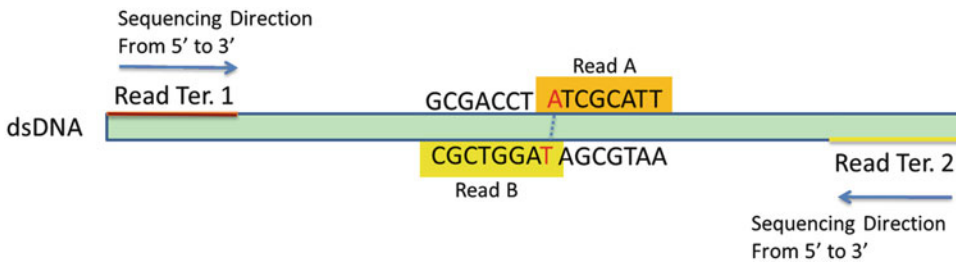 Sequencing Direction
From 5’ to 3’
Read A
Read Ter. 1
GCGACCT ATCGCATT
dsDNA
CGCTGGAT AGCGTAA
Read Ter. 2
Read B
Sequencing Direction
From 5’ to 3’